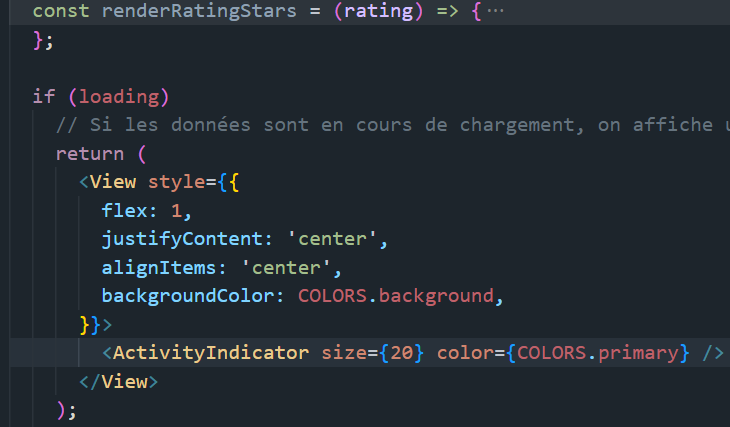 const renderRatingStars = (rating) => {···
};
if (loading)
// Si les données sont en cours de chargement, on affiche
return (
<View style={{
flex: 1,
justifyContent: 'center',
alignItems: 'center',
backgroundColor: COLORS.background,
}}>
<ActivityIndicator size={20} color={COLORS.primary} />
</View>
);